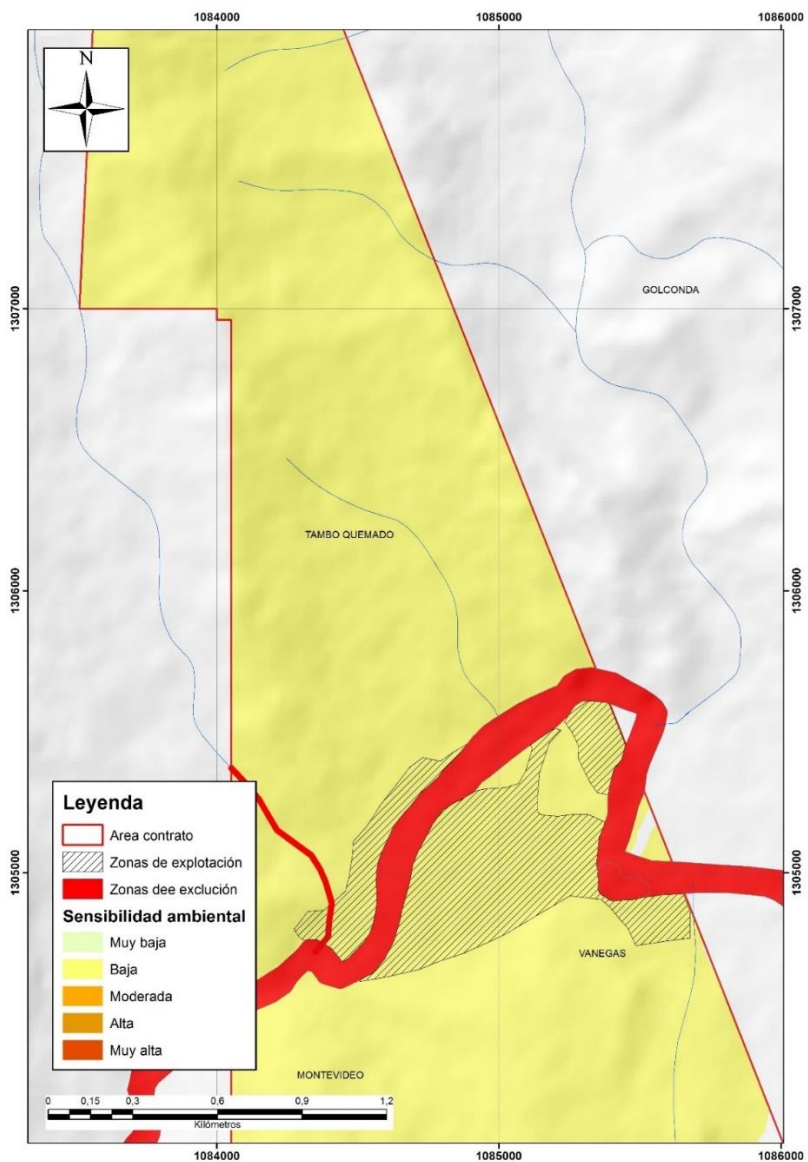 1084000
1085000
1086000
N
1307000
1307000
GOLCONDA
TAMBO QUEMADO
1306000
1306000
1305000
1305000
VANEGAS
MONTEVIDEO
Leyenda
Area contrato
Zonas de explotación
Zonas dee exclución
Sensibilidad ambiental
Muy baja
Baja
Moderada
Alta
Muy alta
0 0,15 0,3 0,6 0,9 1,2
Kilómetros
1084000
1085000
1086000